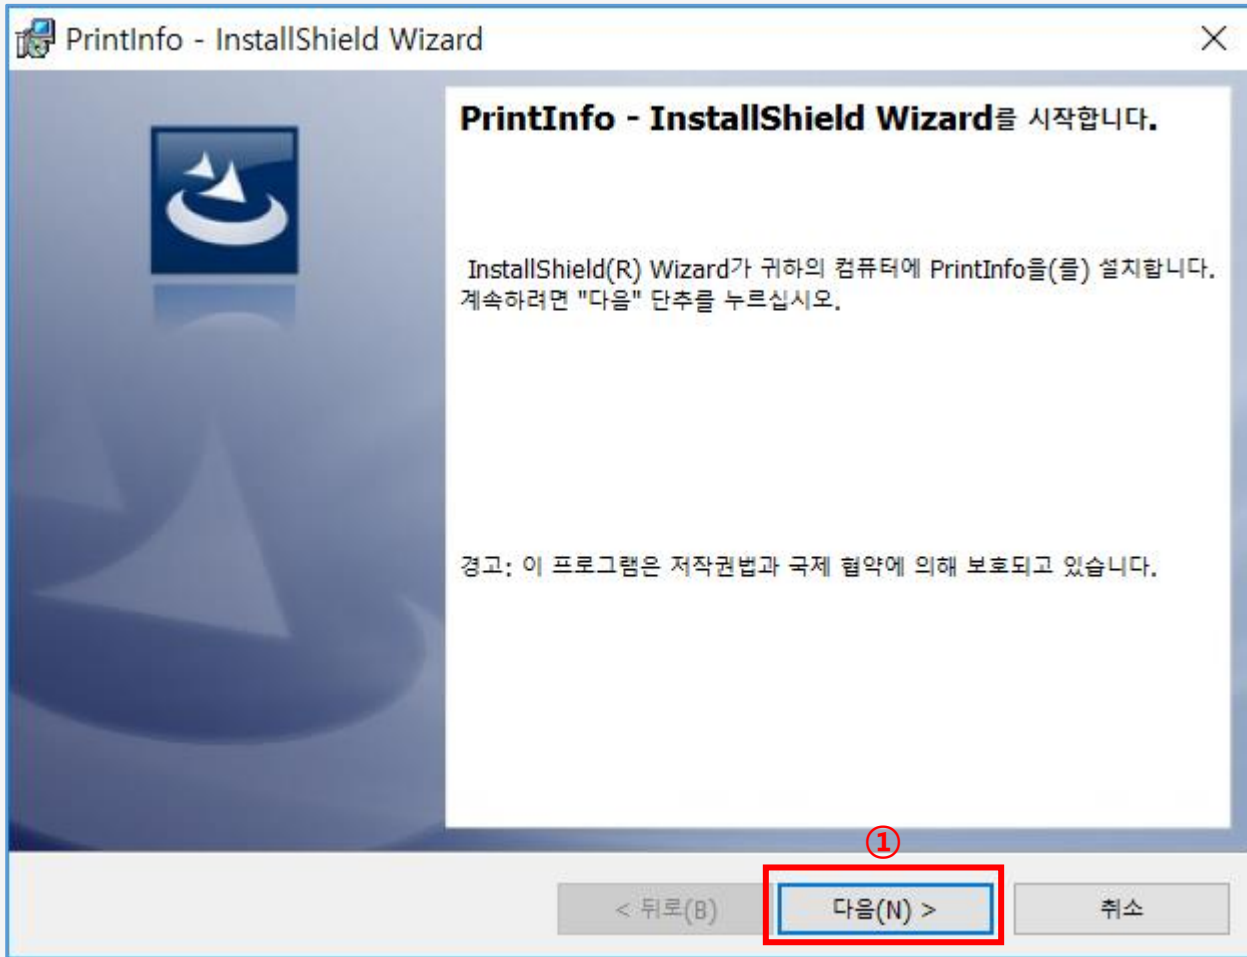 PrintInfo - InstallShield Wizard
PrintInfo - InstallShield Wizard를 시작합니다.
InstallShield(R) Wizard가 귀하의 컴퓨터에 PrintInfo을(를) 설치합니다.
계속하려면 "다음" 단추를 누르십시오.
경고: 이 프로그램은 저작권법과 국제 협약에 의해 보호되고 있습니다.
①
< 뒤로(B) 다음(N) > 취소